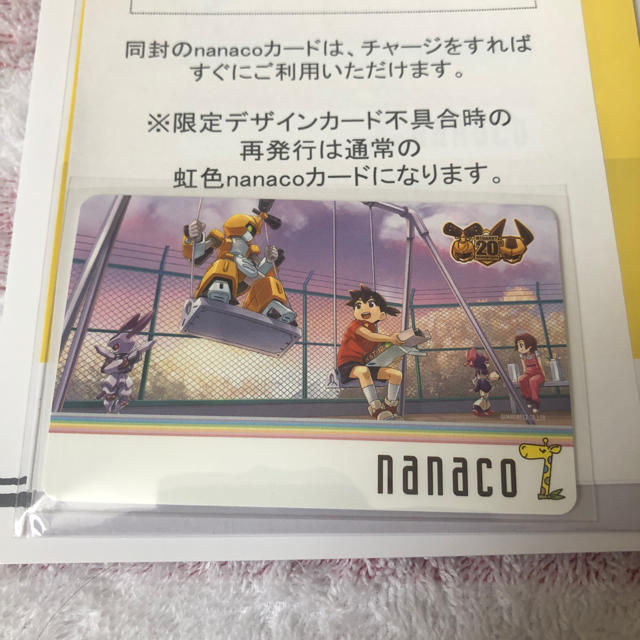 同封のnanacoカードは、チャージをすれば
すぐにご利用いただけます。
※限定デザインカード不具合時の
再発行は通常の
虹色nanacoカードになります。
20
nanaco